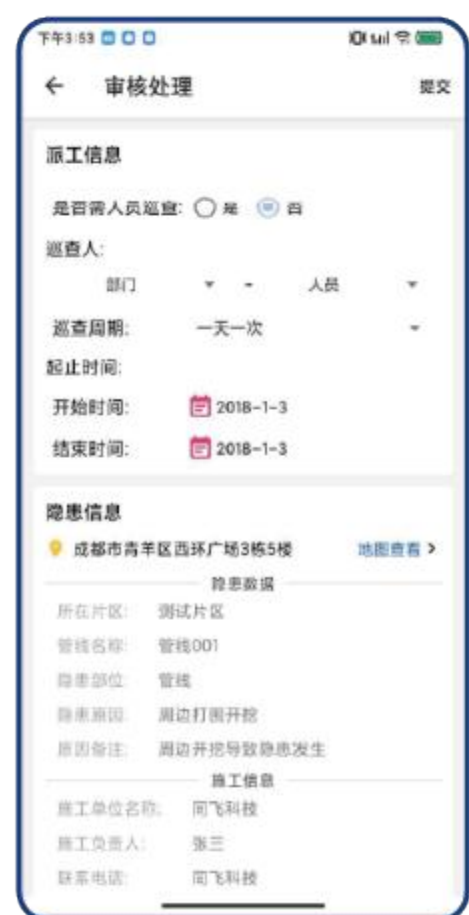 下午3:53
审核处理
提交
派工信息
是否需人员巡查: 是 否
巡查人:
部门 - 人员
巡查周期: 一天一次
起止时间:
开始时间: 2018-1-3
结束时间: 2018-1-3
隐患信息
成都市青羊区西环广场3栋5楼 地图查看
隐患数据
所在片区: 测试片区
管线名称: 管线001
隐患部位: 管线
隐患原因: 周边打围开挖
原因备注: 周边开挖导致隐患发生
施工信息
施工单位名称: 同飞科技
施工负责人: 张三
联系电话: 同飞科技